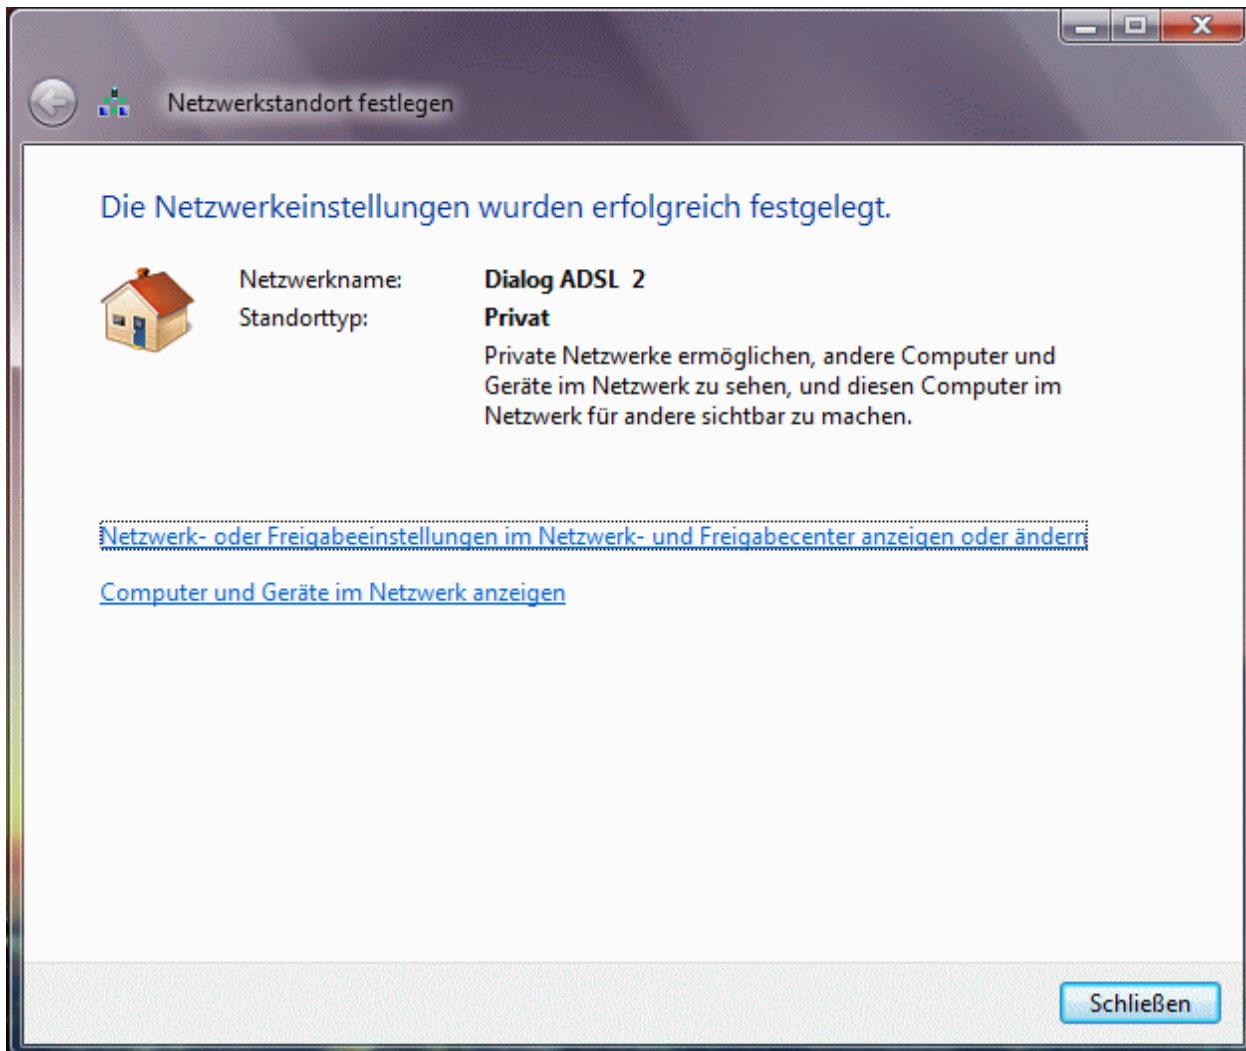 Netzwerkstandort festlegen
Die Netzwerkeinstellungen wurden erfolgreich festgelegt.
Netzwerkname: Dialog ADSL  2
Standorttyp: Privat
Private Netzwerke ermöglichen, andere Computer und
Geräte im Netzwerk zu sehen, und diesen Computer im
Netzwerk für andere sichtbar zu machen.
Netzwerk- oder Freigabeeinstellungen im Netzwerk- und Freigabecenter anzeigen oder ändern
Computer und Geräte im Netzwerk anzeigen
Schließen